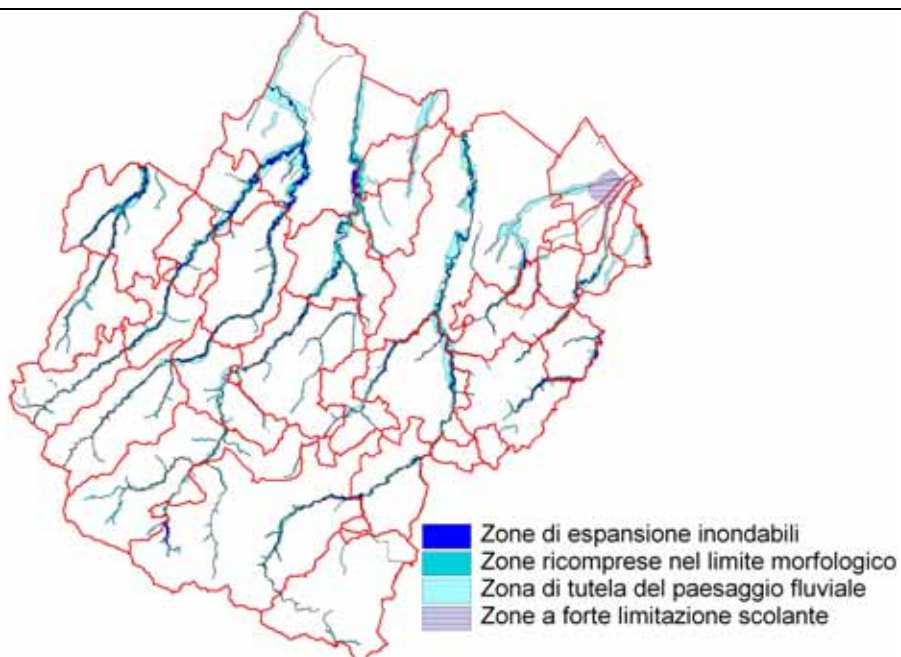 Zone di espansione inondabili
Zone ricomprese nel limite morfologico
Zona di tutela del paesaggio fluviale
Zone a forte limitazione scolante